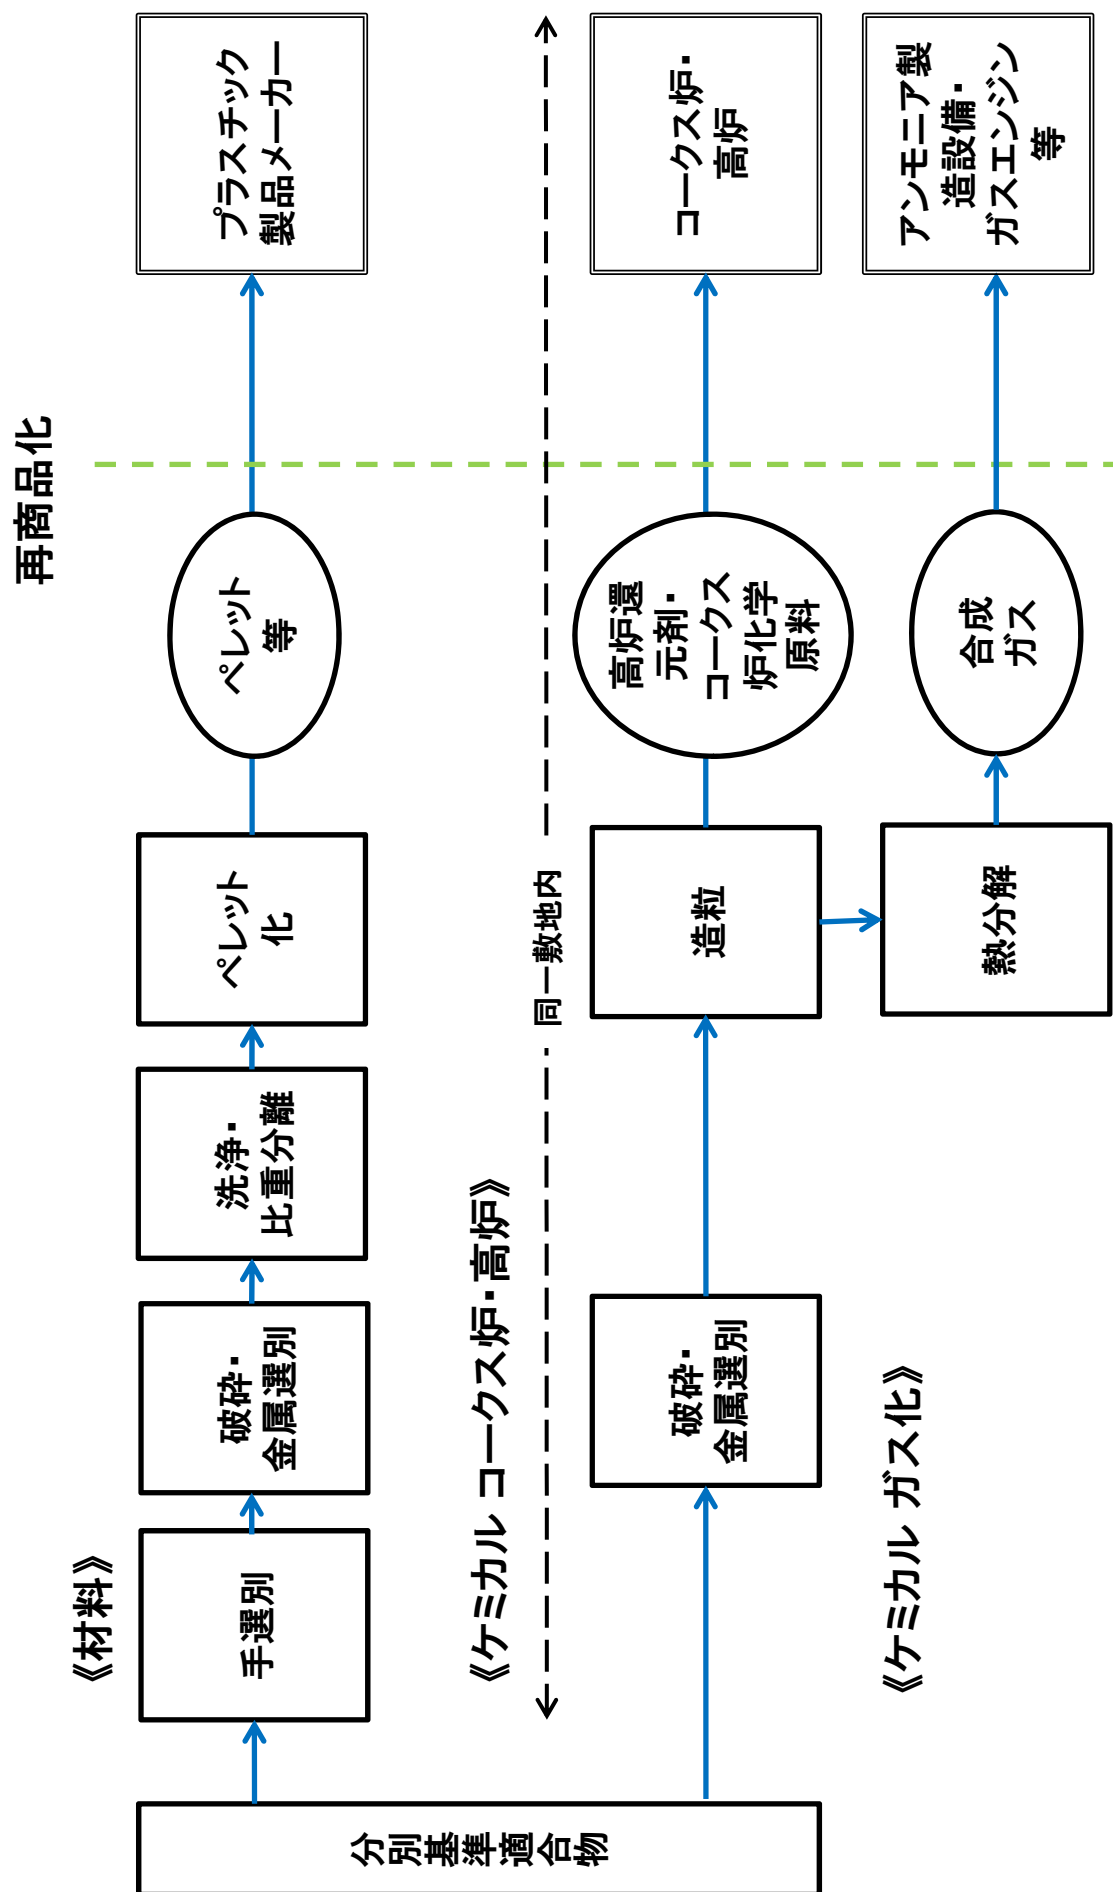 再商品化
《材料》
分別基準適合物
手選別
破砕・
金属選別
洗浄・
比重分離
ペレット
化
ペレット
等
プラスチック
製品メーカー
《ケミカル コークス炉・高炉》
同一敷地内
破砕・
金属選別
造粒
高炉還
元剤・
コークス
炉化学
原料
コークス炉・
高炉
《ケミカル ガス化》
熱分解
合成
ガス
アンモニア製
造設備・
ガスエンジン
等